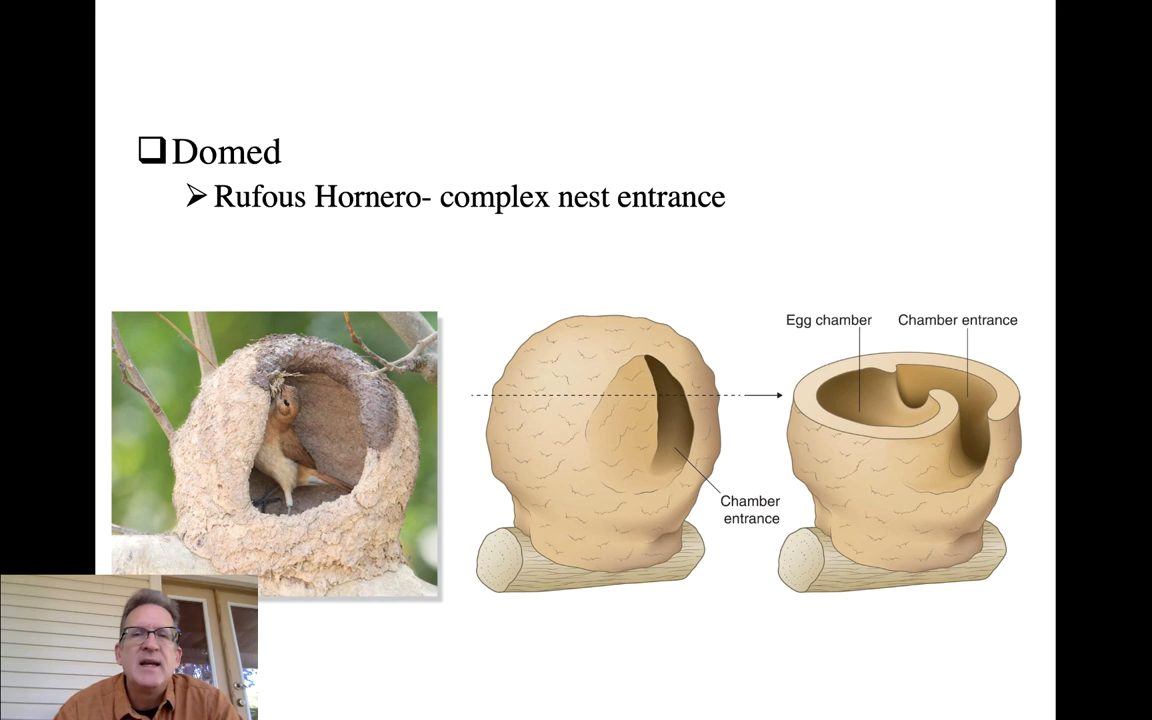 Domed
Rufous Hornero- complex nest entrance
Egg chamber
Chamber entrance
Chamber
entrance